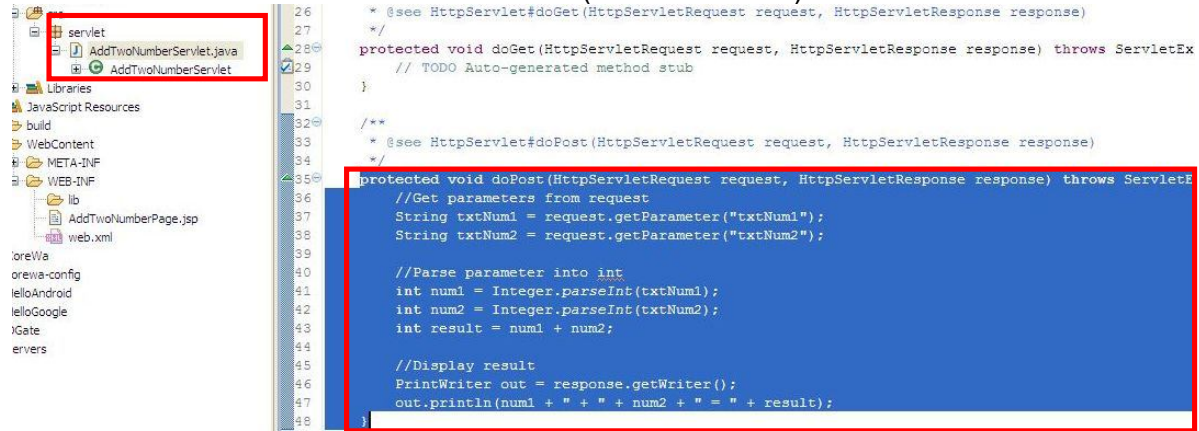 src
servlet
AddTwoNumberServlet.java
AddTwoNumberServlet
Libraries
JavaScript Resources
build
WebContent
META-INF
WEB-INF
lib
AddTwoNumberPage.jsp
web.xml
oreWa
orewa-config
elloAndroid
elloGoogle
Gate
ervers
26 * @see HttpServlet#doGet(HttpServletRequest request, HttpServletResponse response)
27 */
28 protected void doGet(HttpServletRequest request, HttpServletResponse response) throws ServletEx
29 // TODO Auto-generated method stub
30 }
31
32 /**
33 * @see HttpServlet#doPost(HttpServletRequest request, HttpServletResponse response)
34 */
35 protected void doPost(HttpServletRequest request, HttpServletResponse response) throws ServletE
36 //Get parameters from request
37 String txtNum1 = request.getParameter("txtNum1");
38 String txtNum2 = request.getParameter("txtNum2");
39
40 //Parse parameter into int
41 int num1 = Integer.parseInt(txtNum1);
42 int num2 = Integer.parseInt(txtNum2);
43 int result = num1 + num2;
44
45 //Display result
46 PrintWriter out = response.getWriter();
47 out.println(num1 + " + " + num2 + " = " + result);
48 }